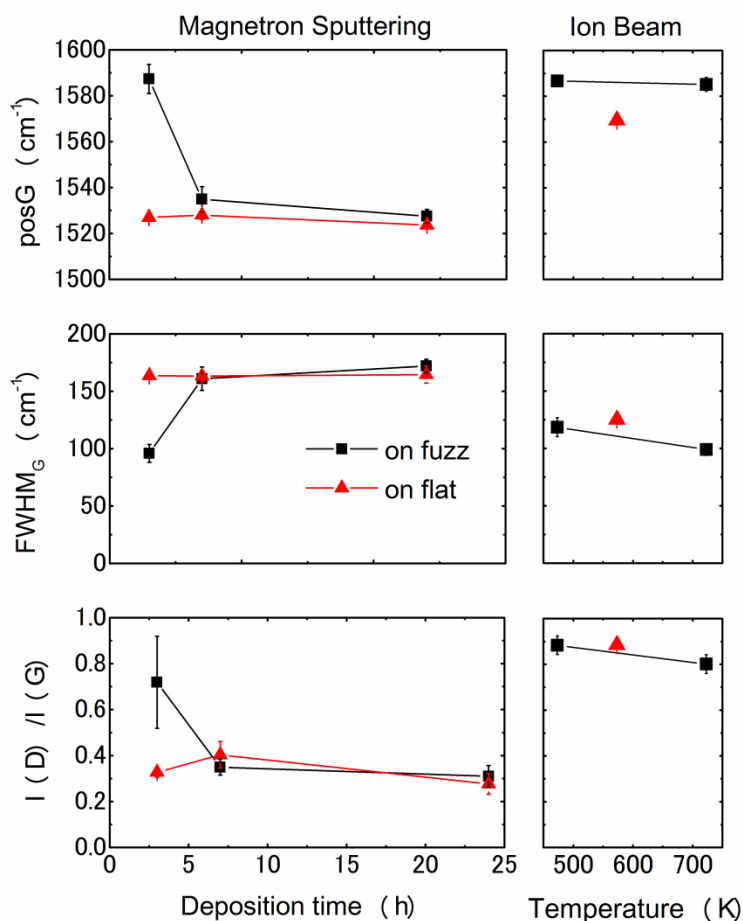 Magnetron Sputtering
Ion Beam
posG (cm⁻¹)
1600
1580
1560
1540
1520
1500
FWHM_G (cm⁻¹)
200
150
100
50
0
on fuzz
on flat
I (D) /I (G)
1.0
0.8
0.6
0.4
0.2
0.0
0 5 10 15 20 25
500 600 700
Deposition time (h)
Temperature (K)